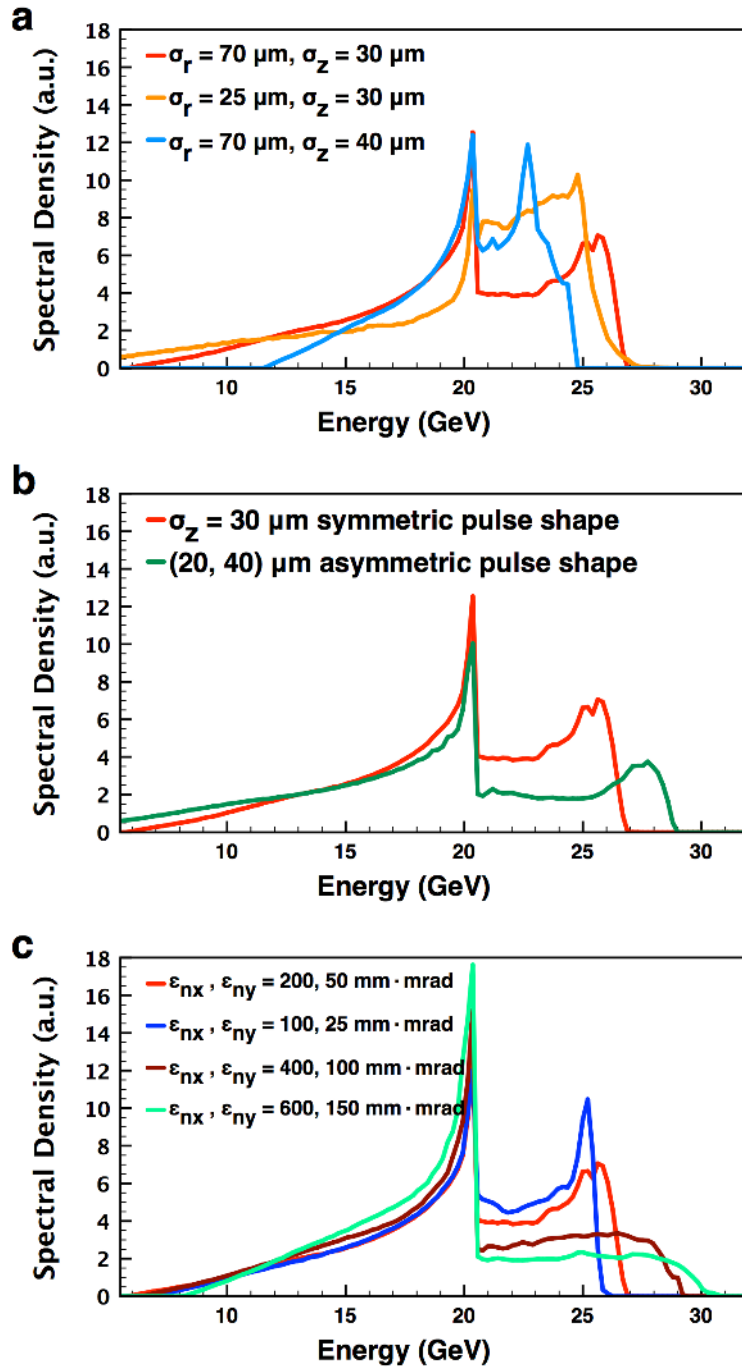 a
18
16
14
12
10
8
6
4
2
0
Spectral Density (a.u.)
σr = 70 μm, σz = 30 μm
σr = 25 μm, σz = 30 μm
σr = 70 μm, σz = 40 μm
10 15 20 25 30
Energy (GeV)
b
18
16
14
12
10
8
6
4
2
0
Spectral Density (a.u.)
σz = 30 μm symmetric pulse shape
(20, 40) μm asymmetric pulse shape
10 15 20 25 30
Energy (GeV)
c
18
16
14
12
10
8
6
4
2
0
Spectral Density (a.u.)
εnx , εny = 200, 50 mm · mrad
εnx , εny = 100, 25 mm · mrad
εnx , εny = 400, 100 mm · mrad
εnx , εny = 600, 150 mm · mrad
10 15 20 25 30
Energy (GeV)